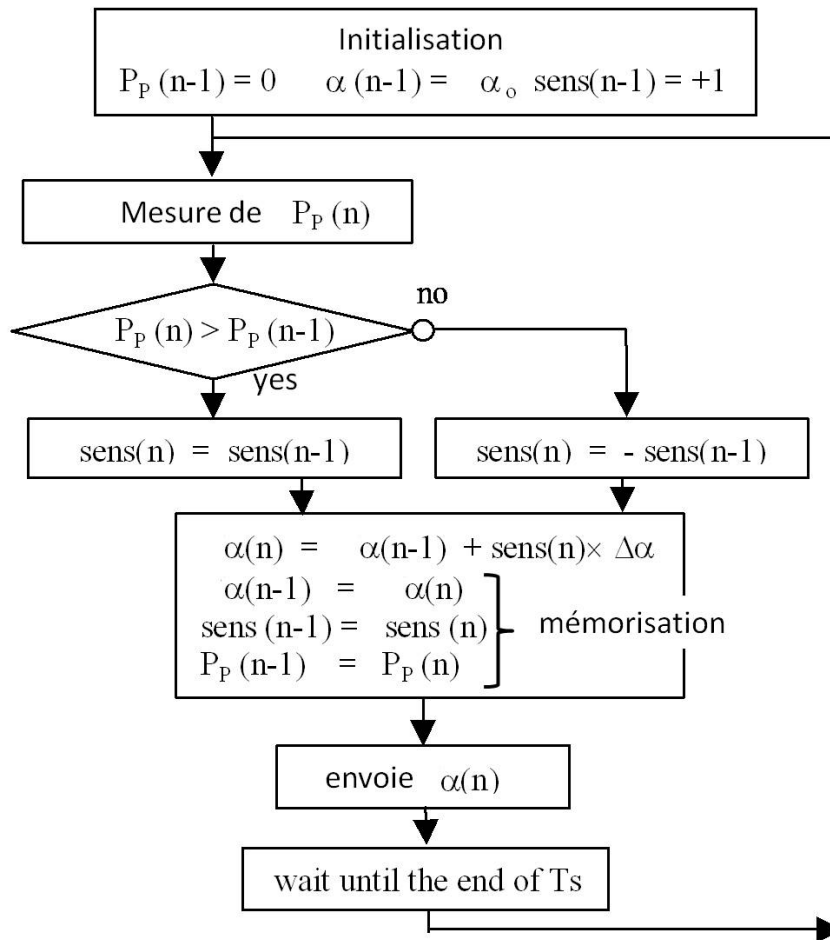 Initialisation
P_P (n-1) = 0 α (n-1) = α_o sens(n-1) = +1
Mesure de P_P (n)
P_P (n) > P_P (n-1)
no
yes
sens(n) = sens(n-1)
sens(n) = - sens(n-1)
α(n) = α(n-1) + sens(n)× Δα
α(n-1) = α(n)
sens (n-1) = sens (n)
mémorisation
P_P (n-1) = P_P (n)
envoie α(n)
wait until the end of Ts